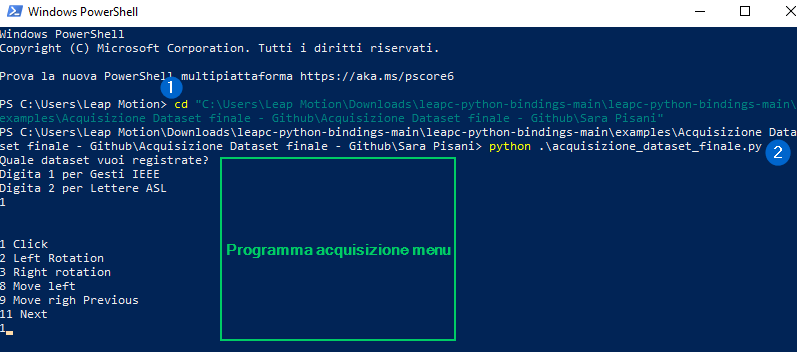 Windows PowerShell
Windows PowerShell
Copyright (C) Microsoft Corporation. Tutti i diritti riservati.
Prova la nuova PowerShell multipiattaforma https://aka.ms/pscore6
1
PS C:\Users\Leap Motion> cd "C:\Users\Leap Motion\Downloads\leapc-python-bindings-main\leapc-python-bindings-main\
examples\Acquisizione Dataset finale - Github\Acquisizione Dataset finale - Github\Sara Pisani"
PS C:\Users\Leap Motion\Downloads\leapc-python-bindings-main\leapc-python-bindings-main\examples\Acquisizione Data
set finale - Github\Acquisizione Dataset finale - Github\Sara Pisani> python .\acquisizione_dataset_finale.py
2
Quale dataset vuoi registrate?
Digita 1 per Gesti IEEE
Digita 2 per Lettere ASL
1
1 Click
2 Left Rotation
3 Right rotation
8 Move left
9 Move righ Previous
11 Next
1
Programma acquisizione menu